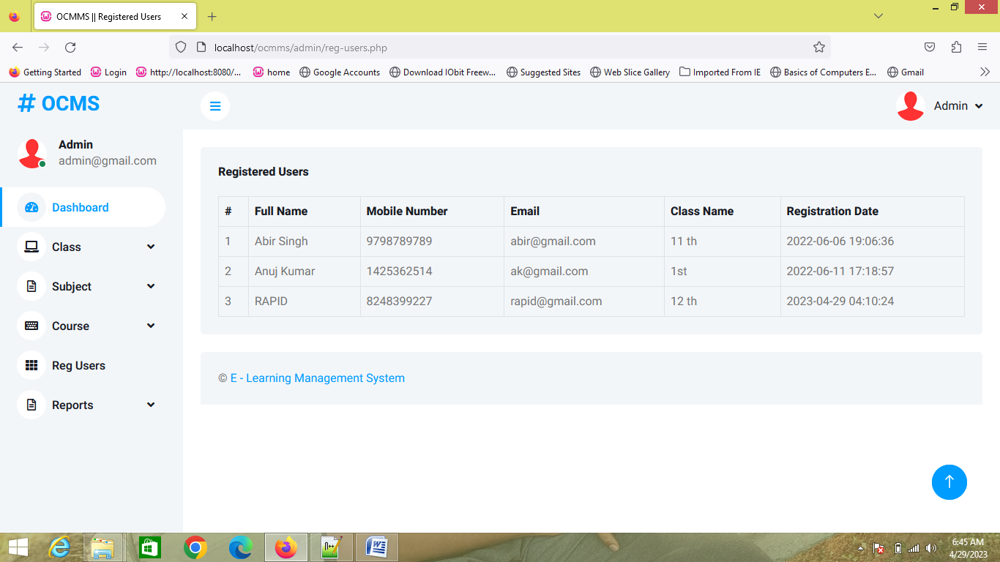 OCMMS || Registered Users
localhost/ocmms/admin/reg-users.php
Getting Started Login http://localhost:8080/... home Google Accounts Download IObit Freew... Suggested Sites Web Slice Gallery Imported From IE Basics of Computers E... Gmail
# OCMS
Admin
Admin
admin@gmail.com
Dashboard
Class
Subject
Course
Reg Users
Reports
Registered Users
# Full Name Mobile Number Email Class Name Registration Date
1 Abir Singh 9798789789 abir@gmail.com 11 th 2022-06-06 19:06:36
2 Anuj Kumar 1425362514 ak@gmail.com 1st 2022-06-11 17:18:57
3 RAPID 8248399227 rapid@gmail.com 12 th 2023-04-29 04:10:24
© E - Learning Management System
6:45 AM
4/29/2023